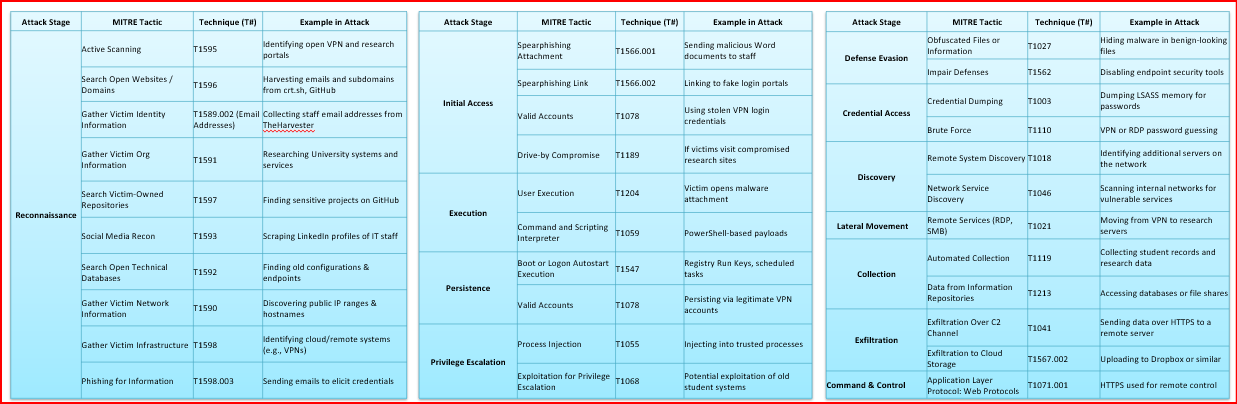 Attack Stage MITRE Tactic Technique (T#) Example in Attack
Reconnaissance
Active Scanning T1595 Identifying open VPN and research
portals
Search Open Websites / T1596 Harvesting emails and subdomains
Domains from crt.sh, GitHub
Gather Victim Identity T1589.002 (Email Collecting staff email addresses from
Information Addresses) TheHarvester
Gather Victim Org T1591 Researching University systems and
Information services
Search Victim-Owned T1597 Finding sensitive projects on GitHub
Repositories
Social Media Recon T1593 Scraping LinkedIn profiles of IT staff
Search Open Technical T1592 Finding old configurations &
Databases endpoints
Gather Victim Network T1590 Discovering public IP ranges &
Information hostnames
Gather Victim Infrastructure T1598 Identifying cloud/remote systems
(e.g., VPNs)
Phishing for Information T1598.003 Sending emails to elicit credentials
Attack Stage MITRE Tactic Technique (T#) Example in Attack
Initial Access
Spearphishing T1566.001 Sending malicious Word
Attachment documents to staff
Spearphishing Link T1566.002 Linking to fake login portals
Valid Accounts T1078 Using stolen VPN login
credentials
Drive-by Compromise T1189 If victims visit compromised
research sites
Execution
User Execution T1204 Victim opens malware
attachment
Command and Scripting T1059 PowerShell-based payloads
Interpreter
Persistence
Boot or Logon Autostart T1547 Registry Run Keys, scheduled
Execution tasks
Valid Accounts T1078 Persisting via legitimate VPN
accounts
Privilege Escalation
Process Injection T1055 Injecting into trusted processes
Exploitation for Privilege T1068 Potential exploitation of old
Escalation student systems
Attack Stage MITRE Tactic Technique (T#) Example in Attack
Defense Evasion
Obfuscated Files or T1027 Hiding malware in benign-looking
Information files
Impair Defenses T1562 Disabling endpoint security tools
Credential Access
Credential Dumping T1003 Dumping LSASS memory for
passwords
Brute Force T1110 VPN or RDP password guessing
Discovery
Remote System Discovery T1018 Identifying additional servers on
the network
Network Service T1046 Scanning internal networks for
Discovery vulnerable services
Lateral Movement
Remote Services (RDP, T1021 Moving from VPN to research
SMB) servers
Collection
Automated Collection T1119 Collecting student records and
research data
Data from Information T1213 Accessing databases or file shares
Repositories
Exfiltration
Exfiltration Over C2 T1041 Sending data over HTTPS to a
Channel remote server
Exfiltration to Cloud T1567.002 Uploading to Dropbox or similar
Storage
Command & Control
Application Layer T1071.001 HTTPS used for remote control
Protocol: Web Protocols